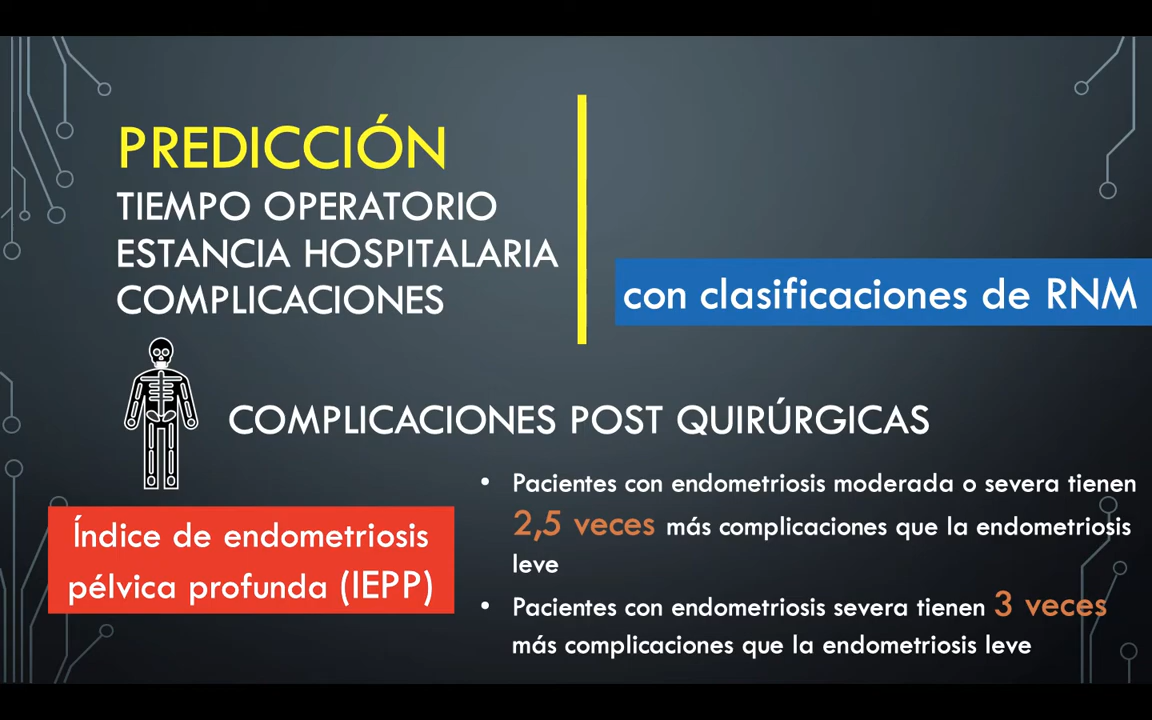 PREDICCIÓN
TIEMPO OPERATORIO
ESTANCIA HOSPITALARIA
COMPLICACIONES
con clasificaciones de RNM
COMPLICACIONES POST QUIRÚRGICAS
Índice de endometriosis
pélvica profunda (IEPP)
• Pacientes con endometriosis moderada o severa tienen
2,5 veces más complicaciones que la endometriosis
leve
• Pacientes con endometriosis severa tienen 3 veces
más complicaciones que la endometriosis leve